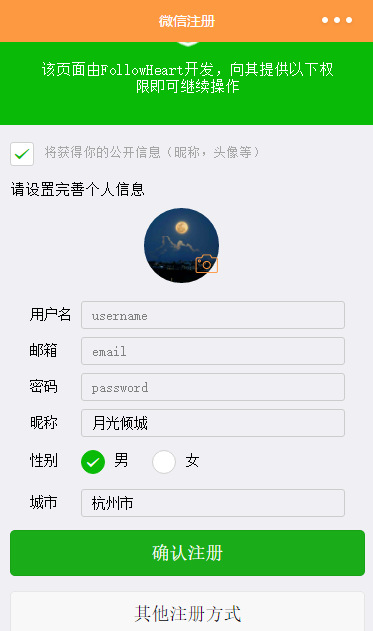 微信注册
该页面由FollowHeart开发，向其提供以下权
限即可继续操作
将获得你的公开信息（昵称，头像等）
请设置完善个人信息
用户名 username
邮箱 email
密码 password
昵称 月光倾城
性别 男 女
城市 杭州市
确认注册
其他注册方式